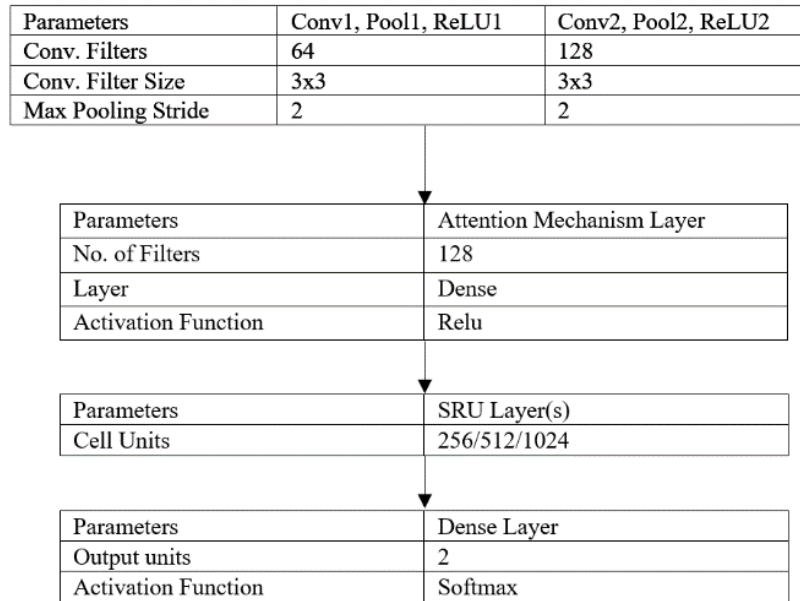 Parameters Conv1, Pool1, ReLU1 Conv2, Pool2, ReLU2
Conv. Filters 64 128
Conv. Filter Size 3x3 3x3
Max Pooling Stride 2 2
Parameters Attention Mechanism Layer
No. of Filters 128
Layer Dense
Activation Function Relu
Parameters SRU Layer(s)
Cell Units 256/512/1024
Parameters Dense Layer
Output units 2
Activation Function Softmax